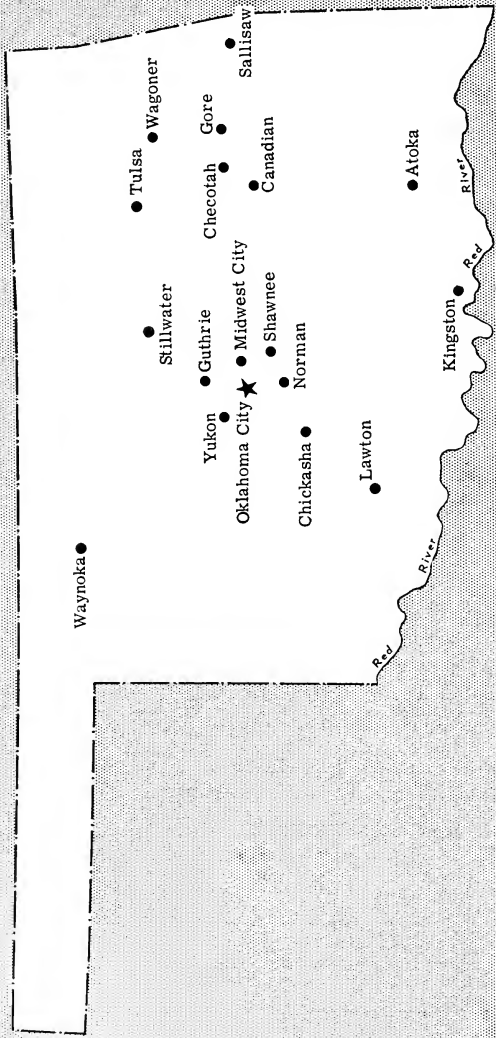 Waynoka
Stillwater
Tulsa
Wagoner
Yukon
Guthrie
Oklahoma City
Midwest City
Shawnee
Norman
Chickasha
Lawton
Checotah
Gore
Sallisaw
Canadian
Atoka
Kingston
Red
River
Red
River